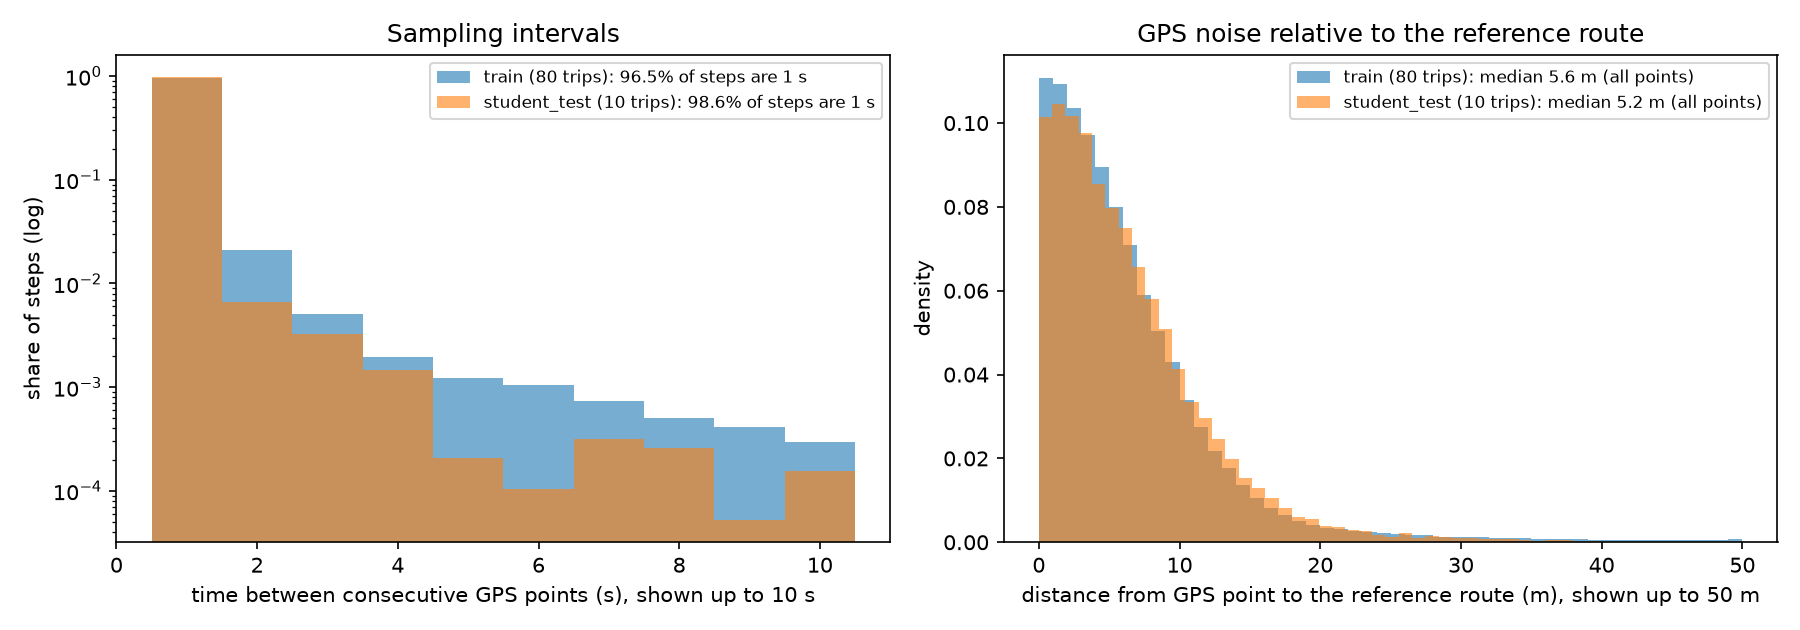 Sampling intervals
train (80 trips): 96.5% of steps are 1 s
student_test (10 trips): 98.6% of steps are 1 s
share of steps (log)
10⁰
10⁻¹
10⁻²
10⁻³
10⁻⁴
0 2 4 6 8 10
time between consecutive GPS points (s), shown up to 10 s
GPS noise relative to the reference route
train (80 trips): median 5.6 m (all points)
student_test (10 trips): median 5.2 m (all points)
density
0.10
0.08
0.06
0.04
0.02
0.00
0 10 20 30 40 50
distance from GPS point to the reference route (m), shown up to 50 m